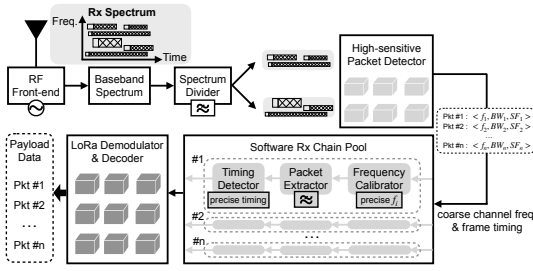 Rx Spectrum
Freq.
Time
RF
Front-end
Baseband
Spectrum
Spectrum
Divider
High-sensitive
Packet Detector
Pkt #1 : < f1, BW1, SF1 >
Pkt #2 : < f2, BW2, SF2 >
...
Pkt #n : < fn, BWn, SFn >
coarse channel freq
& frame timing
Software Rx Chain Pool
#1
Timing
Detector
precise timing
Packet
Extractor
Frequency
Calibrator
precise fi
#2
...
#n
LoRa Demodulator
& Decoder
Payload
Data
Pkt #1
Pkt #2
...
Pkt #n